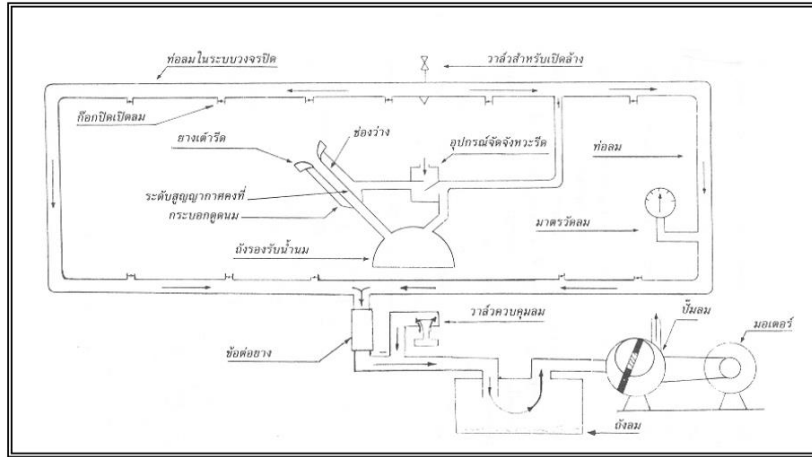 ท่อลมในระบบวงจรปิด
วาล์วสำหรับเปิดล้าง
ก๊อกปิดเปิดลม
ยางเต้ารีด
ช่องว่าง
อุปกรณ์จัดจังหวะรีด
ท่อลม
ระดับสูญญากาศคงที่
กระบอกดูดนม
มาตรวัดลม
ถังรองรับน้ำนม
วาล์วควบคุมลม
ปั๊มลม
มอเตอร์
ข้อต่อยาง
ถังลม